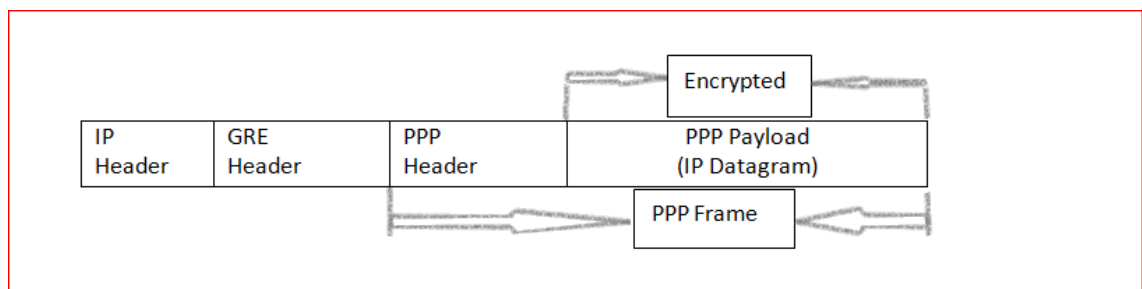 Encrypted
IP
Header
GRE
Header
PPP
Header
PPP Payload
(IP Datagram)
PPP Frame